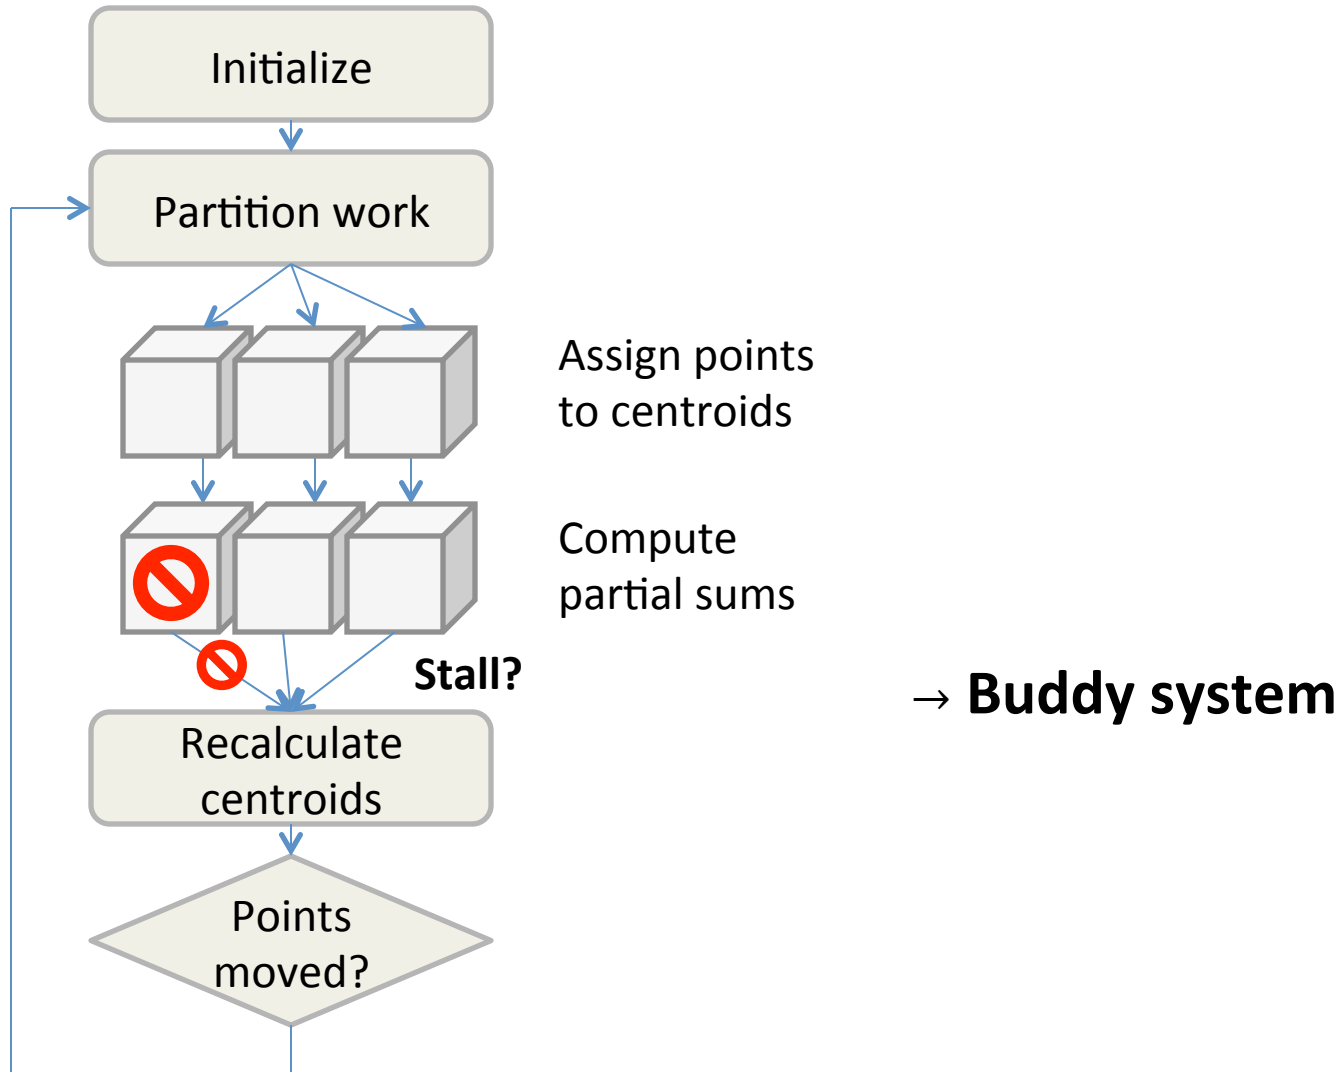 Initialize
Partition work
Assign points
to centroids
Compute
partial sums
Stall?
→ Buddy system
Recalculate
centroids
Points
moved?